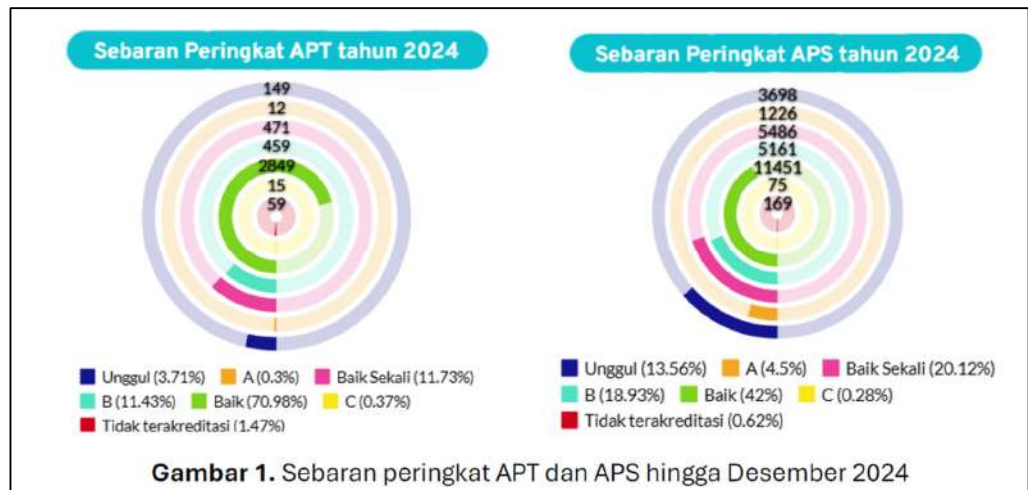 Sebaran Peringkat APT tahun 2024
149
12
471
459
2849
15
59
Unggul (3.71%) A (0.3%) Baik Sekali (11.73%)
B (11.43%) Baik (70.98%) C (0.37%)
Tidak terakreditasi (1.47%)
Sebaran Peringkat APS tahun 2024
3698
1226
5486
5161
11451
75
169
Unggul (13.56%) A (4.5%) Baik Sekali (20.12%)
B (18.93%) Baik (42%) C (0.28%)
Tidak terakreditasi (0.62%)
Gambar 1. Sebaran peringkat APT dan APS hingga Desember 2024